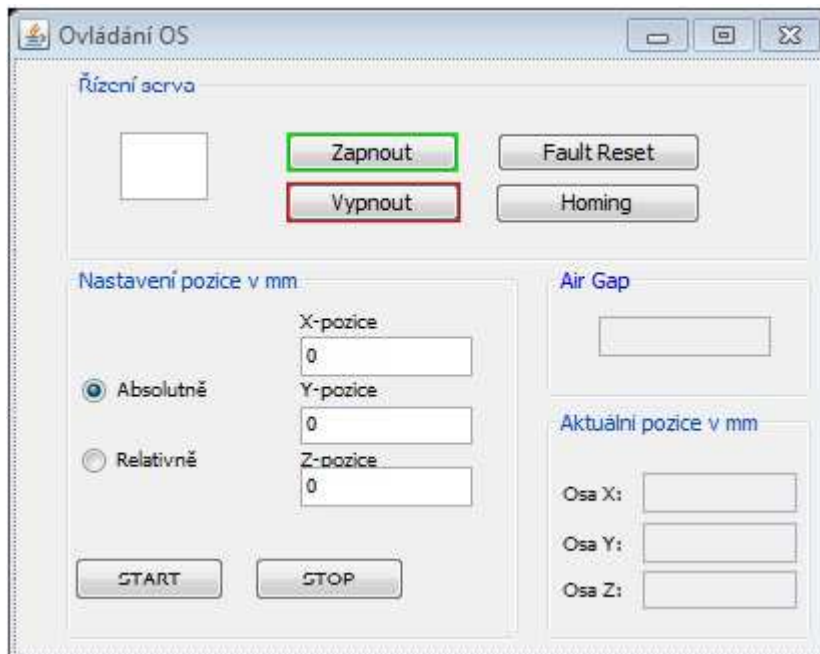 Ovládání OS
Řízení serva
Zapnout
Fault Reset
Vypnout
Homing
Nastavení pozice v mm
X-pozice
0
Absolutně
Y-pozice
0
Relativně
Z-pozice
0
START
STOP
Air Gap
Aktuální pozice v mm
Osa X:
Osa Y:
Osa Z: